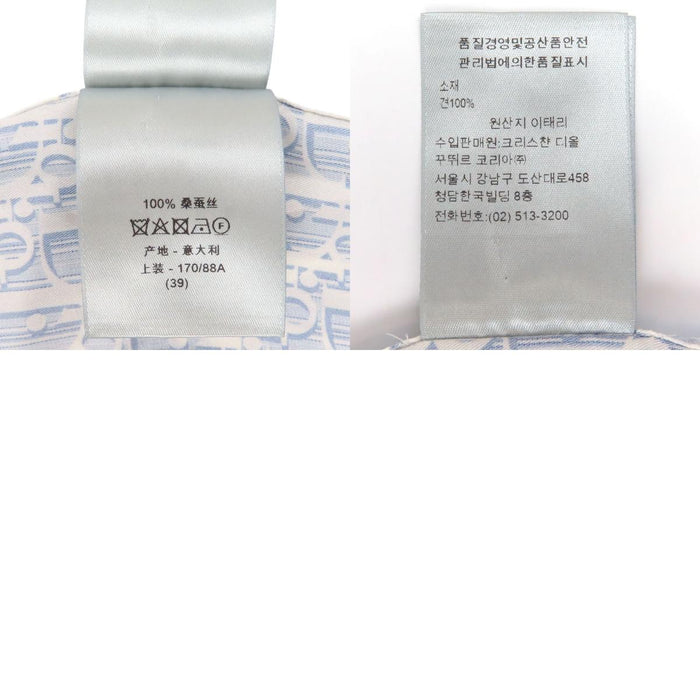 100% 桑蚕丝
产地 - 意大利
上装 - 170/88A
(39)
품질경영및공산품안전
관리법에의한품질표시
소재
견100%
원산지 이태리
수입판매원:크리스챤 디올
꾸뛰르 코리아㈜
서울시 강남구 도산대로458
청담한국빌딩 8층
전화번호:(02) 513-3200